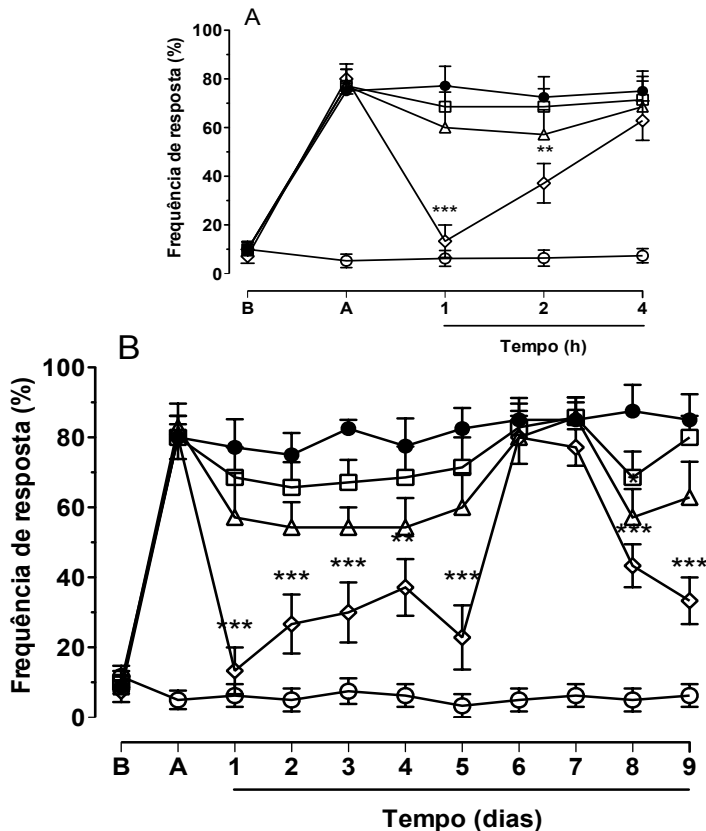 A
Frequência de resposta (%)
100
80
60
40
20
0
***
**
B A 1 2 4
Tempo (h)
B
Frequência de resposta (%)
100
80
60
40
20
0
***
***
***
**
***
*
***
***
B A 1 2 3 4 5 6 7 8 9
Tempo (dias)